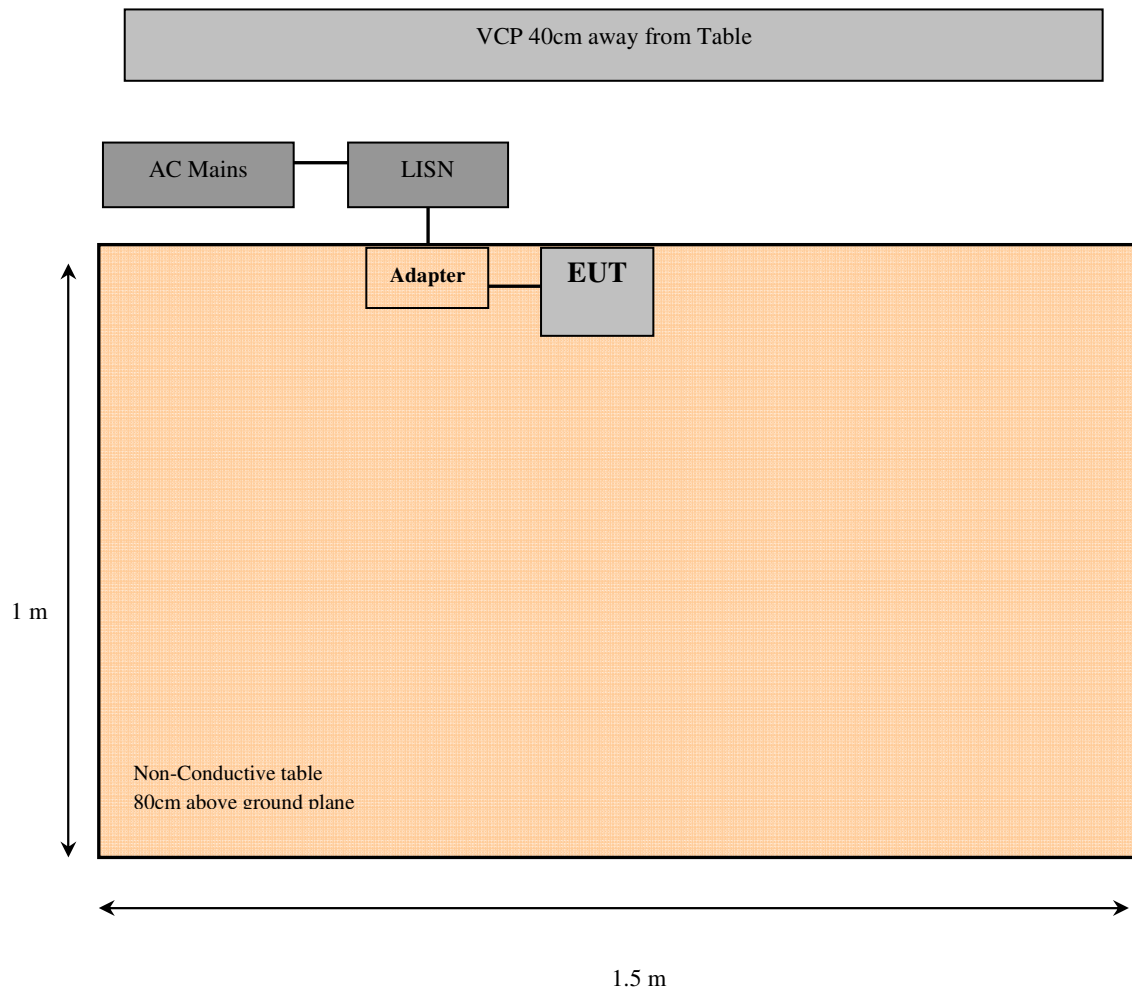 VCP 40cm away from Table
AC Mains
LISN
Adapter
EUT
1 m
Non-Conductive table
80cm above ground plane
1.5 m